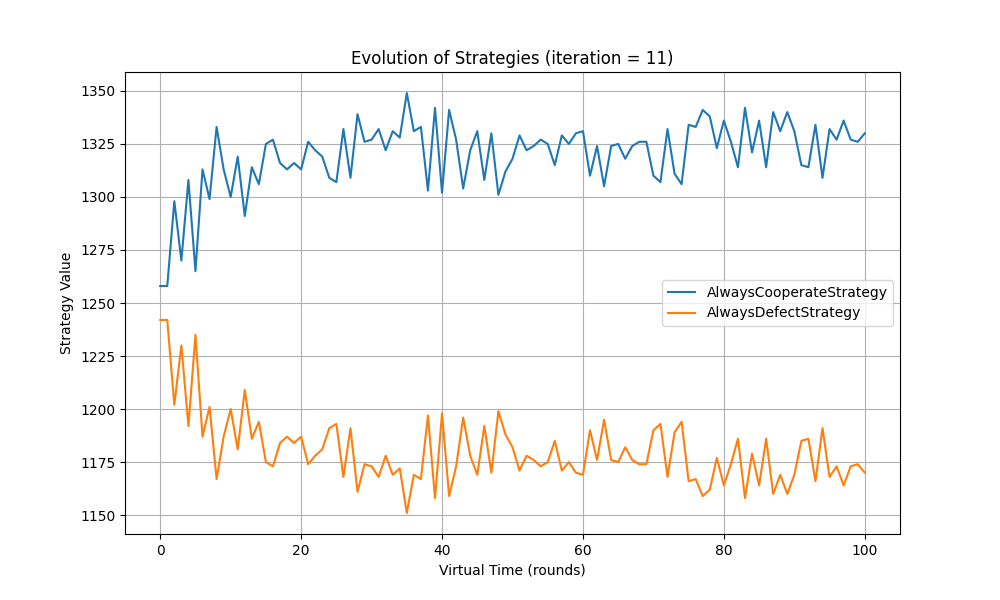 Evolution of Strategies (iteration = 11)
1350
1325
1300
1275
1250
1225
1200
1175
1150
Strategy Value
AlwaysCooperateStrategy
AlwaysDefectStrategy
0 20 40 60 80 100
Virtual Time (rounds)